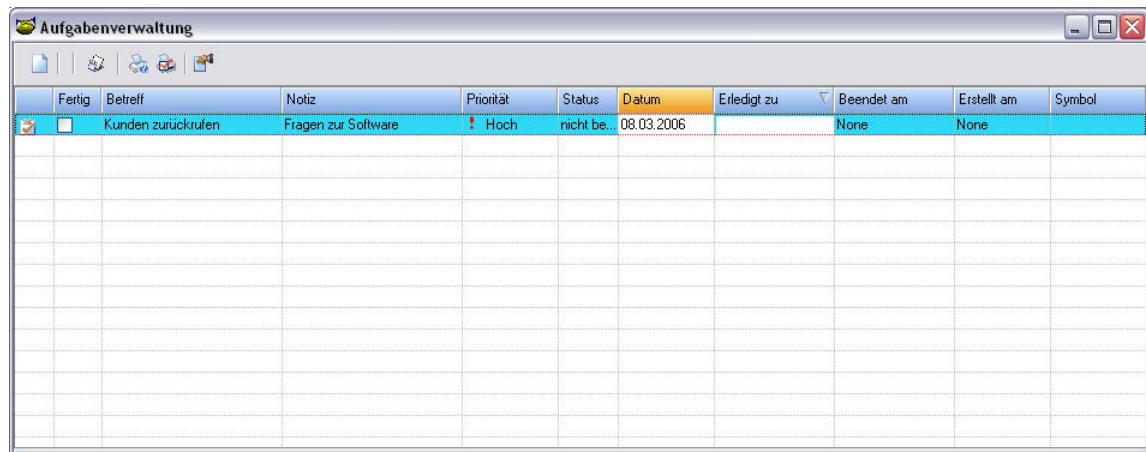 Aufgabenverwaltung
Fertig Betreff Notiz Priorität Status Datum Erledigt zu Beendet am Erstellt am Symbol
Kunden zurückrufen Fragen zur Software ! Hoch nicht be... 08.03.2006 None None